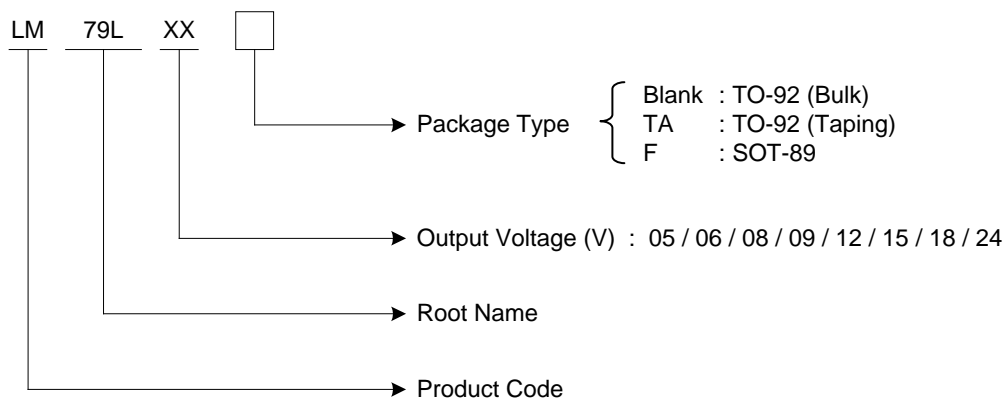 LM 79L XX
Blank : TO-92 (Bulk)
Package Type TA : TO-92 (Taping)
F : SOT-89
Output Voltage (V) : 05 / 06 / 08 / 09 / 12 / 15 / 18 / 24
Root Name
Product Code